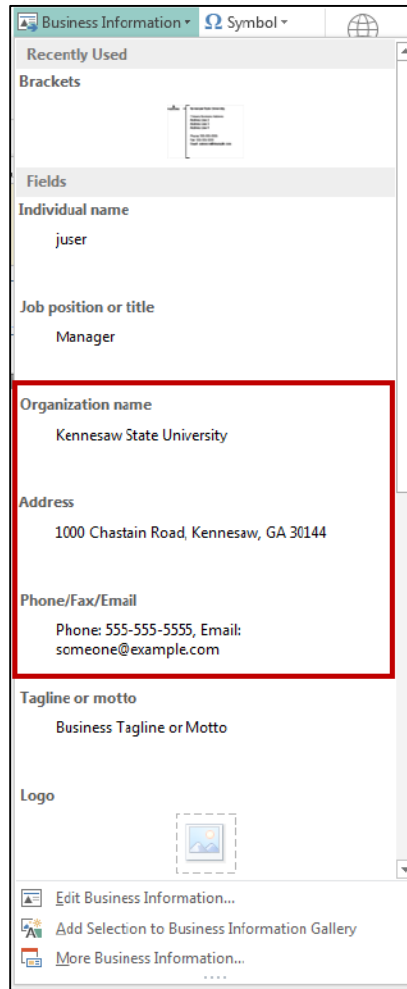 Business Information Ω Symbol
Recently Used
Brackets
Fields
Individual name
juser
Job position or title
Manager
Organization name
Kennesaw State University
Address
1000 Chastain Road, Kennesaw, GA 30144
Phone/Fax/Email
Phone: 555-555-5555, Email:
someone@example.com
Tagline or motto
Business Tagline or Motto
Logo
Edit Business Information...
Add Selection to Business Information Gallery
More Business Information...